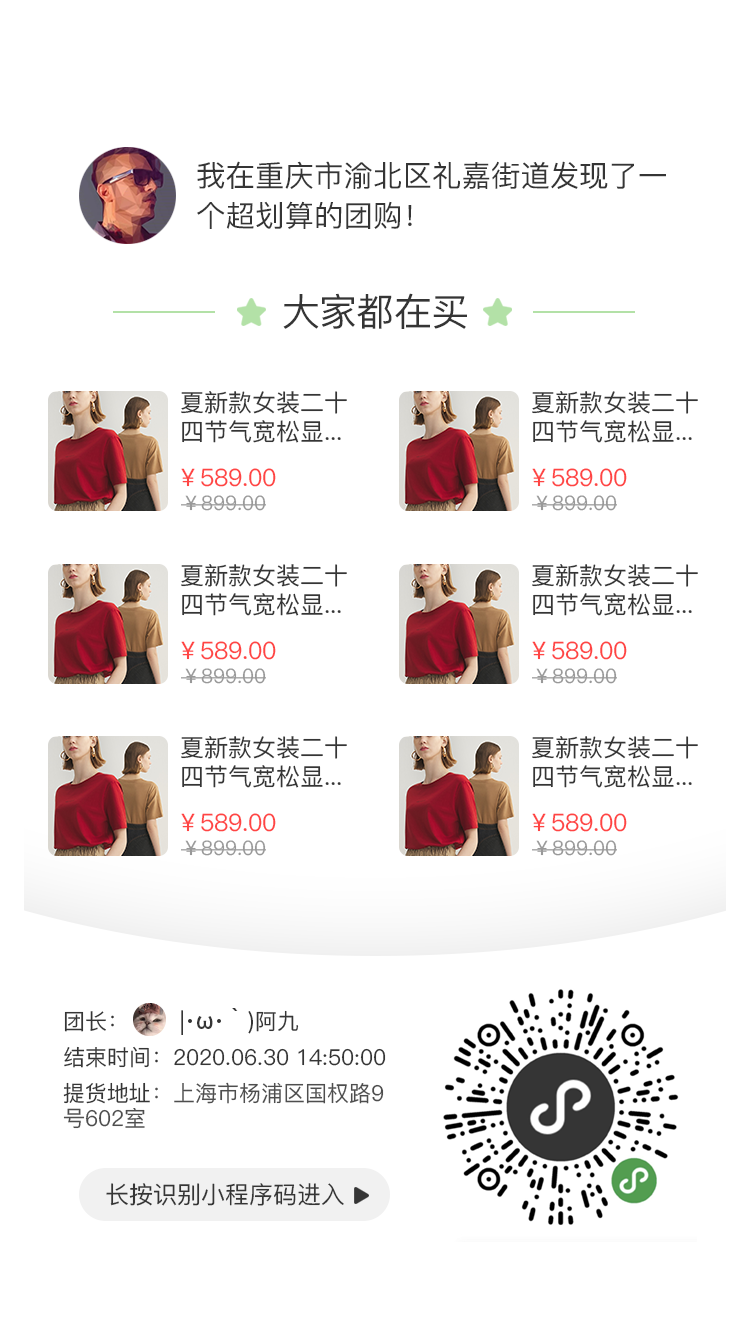 我在重庆市渝北区礼嘉街道发现了一
个超划算的团购！
大家都在买
夏新款女装二十
四节气宽松显...
￥589.00
￥899.00
夏新款女装二十
四节气宽松显...
￥589.00
￥899.00
夏新款女装二十
四节气宽松显...
￥589.00
￥899.00
夏新款女装二十
四节气宽松显...
￥589.00
￥899.00
夏新款女装二十
四节气宽松显...
￥589.00
￥899.00
夏新款女装二十
四节气宽松显...
￥589.00
￥899.00
团长： |·ω·｀)阿九
结束时间：2020.06.30 14:50:00
提货地址：上海市杨浦区国权路9
号602室
长按识别小程序码进入